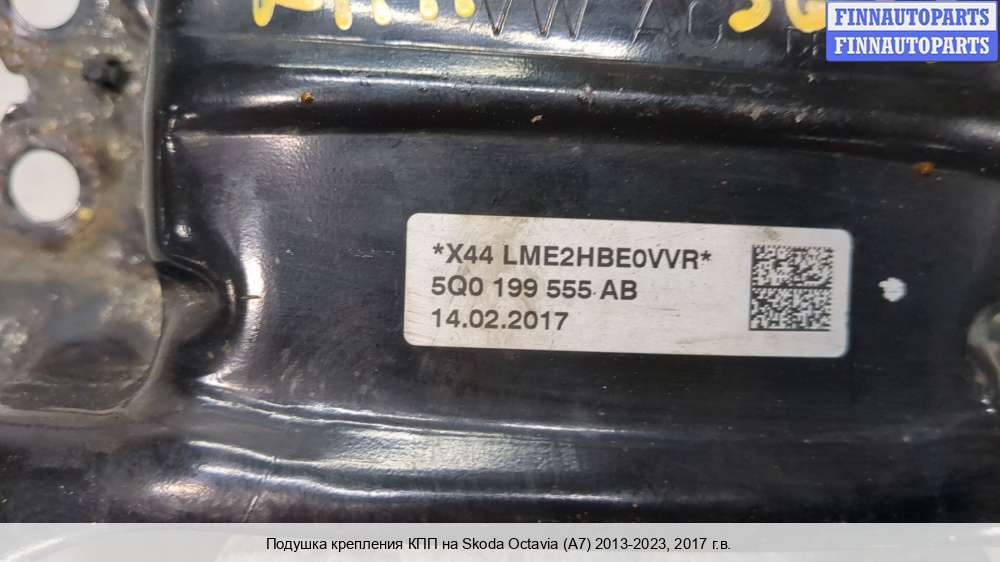 FINNAUTOPARTS
FINNAUTOPARTS
*X44 LME2HBE0VVR*
5Q0 199 555 AB
14.02.2017
Подушка крепления КПП на Skoda Octavia (A7) 2013-2023, 2017 г.в.